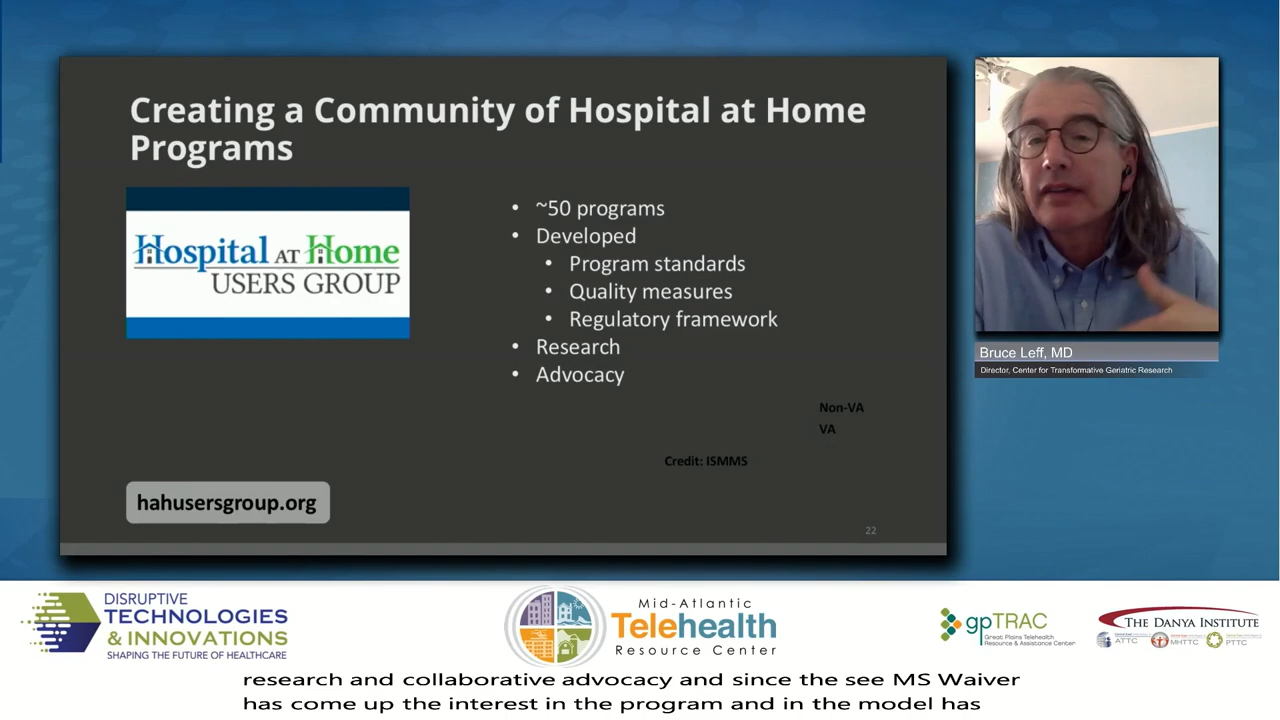 Creating a Community of Hospital at Home
Programs
Hospital AT Home
USERS GROUP
• ~50 programs
• Developed
• Program standards
• Quality measures
• Regulatory framework
• Research
• Advocacy
Non-VA
VA
Credit: ISMMS
hahusersgroup.org
22
Bruce Leff, MD
Director, Center for Transformative Geriatric Research
DISRUPTIVE
TECHNOLOGIES
& INNOVATIONS
SHAPING THE FUTURE OF HEALTHCARE
Mid-Atlantic
Telehealth
Resource Center
gpTRAC
Great Plains Telehealth
Resource & Assistance Center
THE DANYA INSTITUTE
ATTC
MHTTC
PTTC
research and collaborative advocacy and since the see MS Waiver
has come up the interest in the program and in the model has